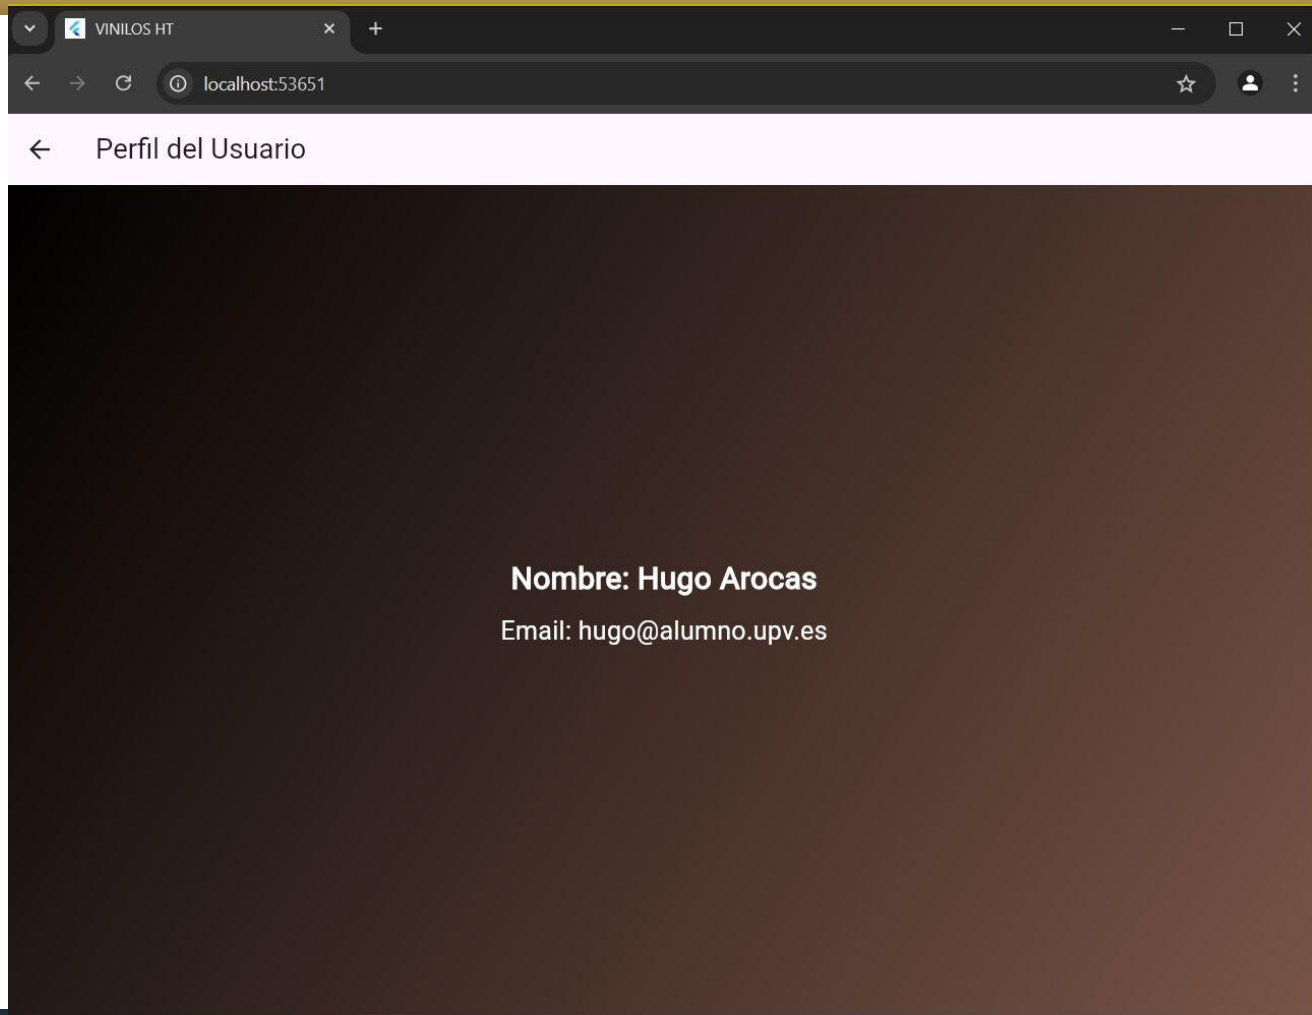 VINILOS HT
localhost:53651
Perfil del Usuario
Nombre: Hugo Arocas
Email: hugo@alumno.upv.es